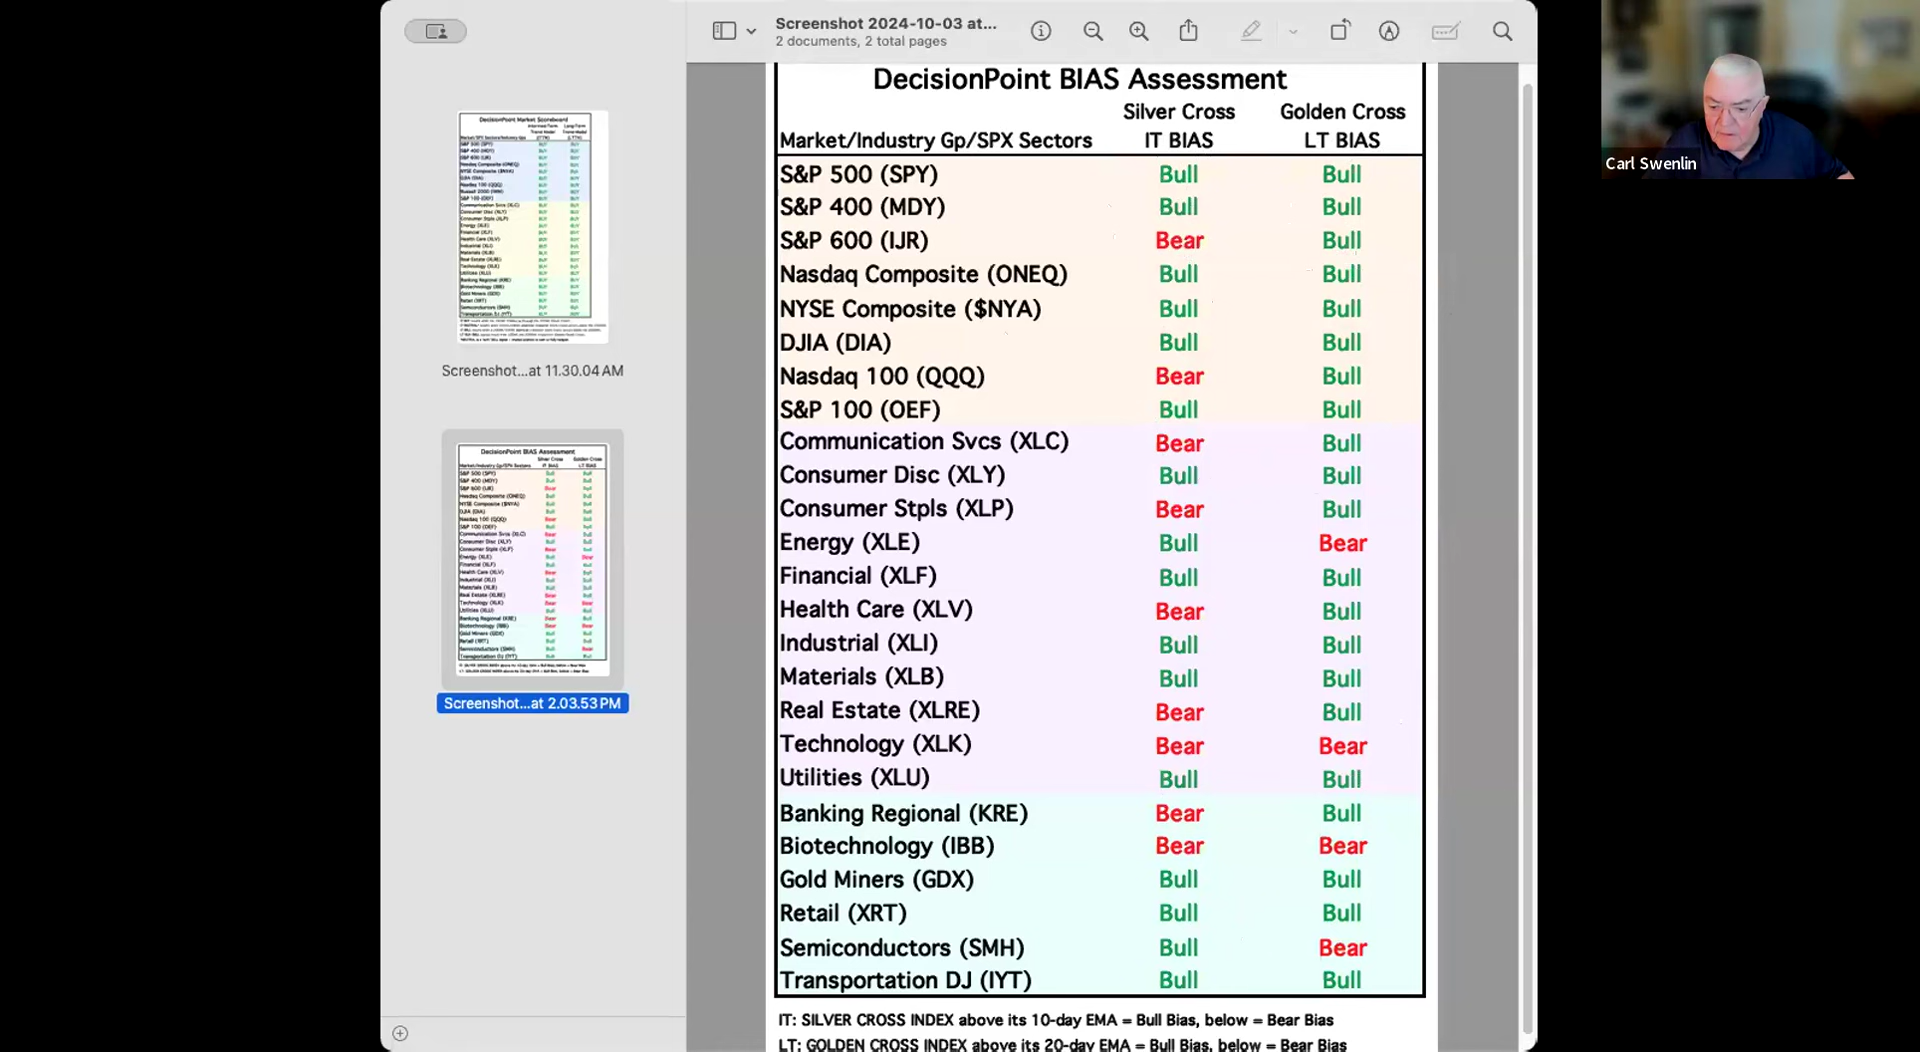 Screenshot 2024-10-03 at...
2 documents, 2 total pages
Carl Swenlin
DecisionPoint Market Scoreboard
Screenshot...at 11.30.04 AM
DecisionPoint BIAS Assessment
Screenshot...at 2.03.53 PM
DecisionPoint BIAS Assessment
Silver Cross Golden Cross
Market/Industry Gp/SPX Sectors IT BIAS LT BIAS
S&P 500 (SPY) Bull Bull
S&P 400 (MDY) Bull Bull
S&P 600 (IJR) Bear Bull
Nasdaq Composite (ONEQ) Bull Bull
NYSE Composite ($NYA) Bull Bull
DJIA (DIA) Bull Bull
Nasdaq 100 (QQQ) Bear Bull
S&P 100 (OEF) Bull Bull
Communication Svcs (XLC) Bear Bull
Consumer Disc (XLY) Bull Bull
Consumer Stpls (XLP) Bear Bull
Energy (XLE) Bull Bear
Financial (XLF) Bull Bull
Health Care (XLV) Bear Bull
Industrial (XLI) Bull Bull
Materials (XLB) Bull Bull
Real Estate (XLRE) Bear Bull
Technology (XLK) Bear Bear
Utilities (XLU) Bull Bull
Banking Regional (KRE) Bear Bull
Biotechnology (IBB) Bear Bear
Gold Miners (GDX) Bull Bull
Retail (XRT) Bull Bull
Semiconductors (SMH) Bull Bear
Transportation DJ (IYT) Bull Bull
IT: SILVER CROSS INDEX above its 10-day EMA = Bull Bias, below = Bear Bias
LT: GOLDEN CROSS INDEX above its 20-day EMA = Bull Bias, below = Bear Bias